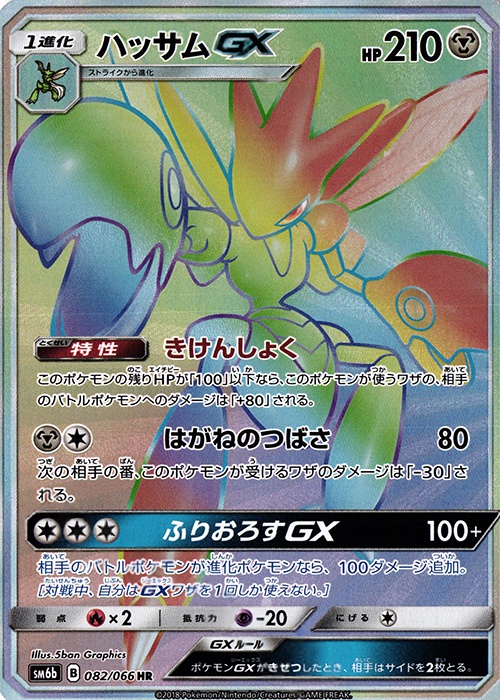 1進化 ハッサムGX HP210
ストライクから進化
とくせい
特性 きけんしょく
このポケモンの残りHPが「100」以下なら、このポケモンが使うワザの、相手
のバトルポケモンへのダメージは「+80」される。
はがねのつばさ 80
次の相手の番、このポケモンが受けるワザのダメージは「-30」さ
れる。
ふりおろすGX 100+
相手のバトルポケモンが進化ポケモンなら、100ダメージ追加。
[対戦中、自分はGXワザを1回しか使えない。]
弱点 ×2 抵抗力 -20 にげる
GXルール
ポケモンGXがきぜつしたとき、相手はサイドを2枚とる。
Illus.5ban Graphics
SM6b B 082/066 HR
©2018 Pokémon/Nintendo/Creatures/GAME FREAK.